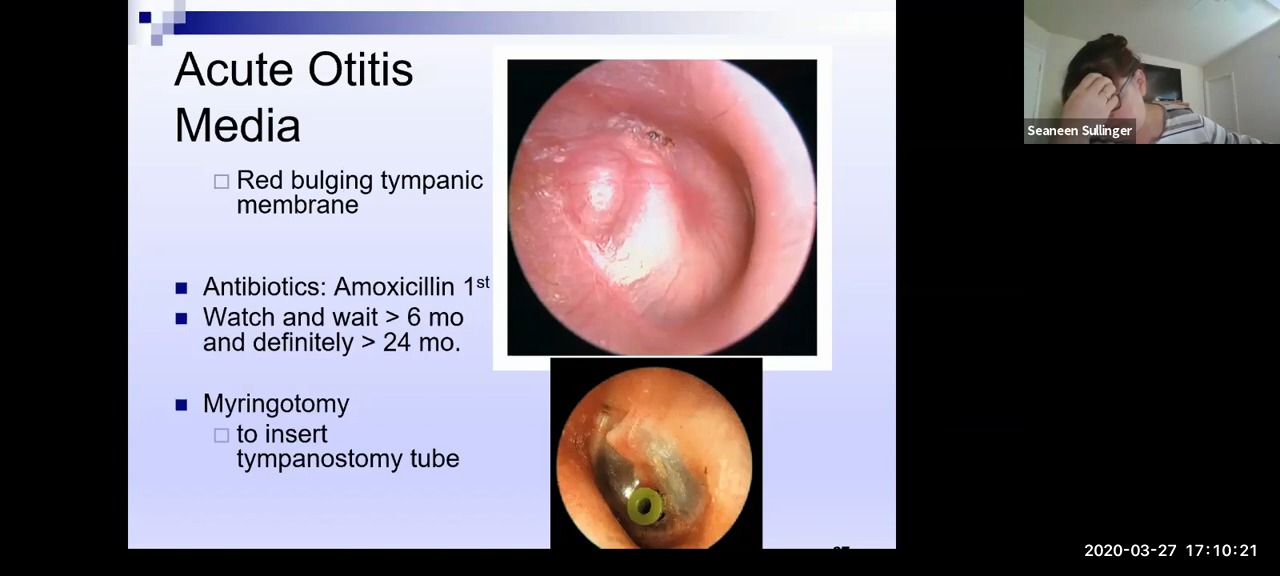 Acute Otitis
Media
Red bulging tympanic
membrane
Antibiotics: Amoxicillin 1st
Watch and wait > 6 mo
and definitely > 24 mo.
Myringotomy
to insert
tympanostomy tube
Seaneen Sullinger
2020-03-27 17:10:21